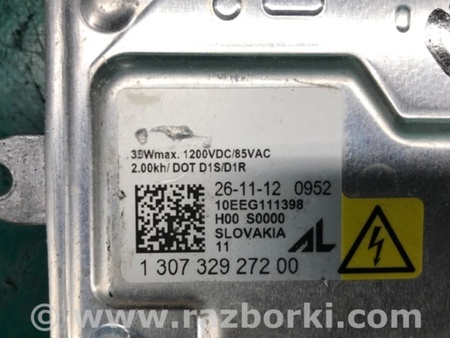 35Wmax. 1200VDC/85VAC
2.00kh/ DOT D1S/D1R
26-11-12 0952
10EEG111398
H00 S0000
SLOVAKIA
11
AL
1 307 329 272 00
© www.razborki.com